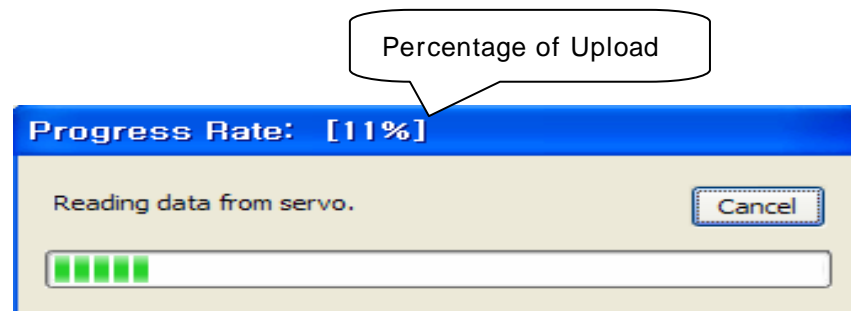 Percentage of Upload
Progress Rate: [11%]
Reading data from servo.
Cancel